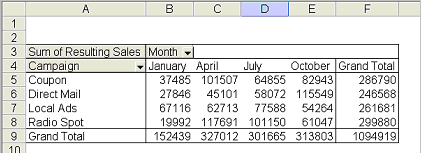 A B C D E F
1
2
3 Sum of Resulting Sales Month
4 Campaign January April July October Grand Total
5 Coupon 37485 101507 64855 82943 286790
6 Direct Mail 27846 45101 58072 115549 246568
7 Local Ads 67116 62713 77588 54264 261681
8 Radio Spot 19992 117691 101150 61047 299880
9 Grand Total 152439 327012 301665 313803 1094919
10